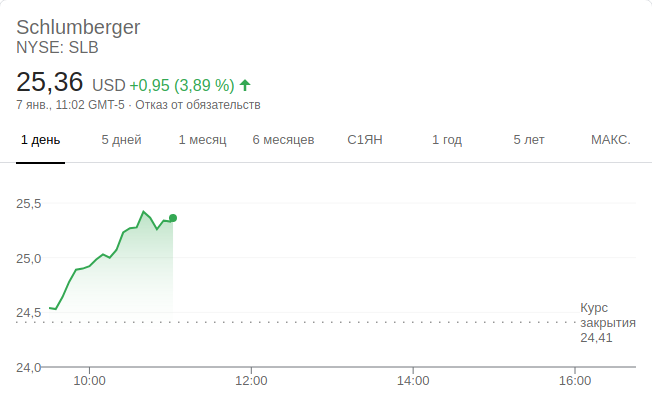 Schlumberger
NYSE: SLB
25,36 USD +0,95 (3,89 %)
7 янв., 11:02 GMT-5 · Отказ от обязательств
1 день 5 дней 1 месяц 6 месяцев С1ЯН 1 год 5 лет МАКС.
25,5
25,0
24,5
Курс
закрытия
24,41
24,0
10:00 12:00 14:00 16:00